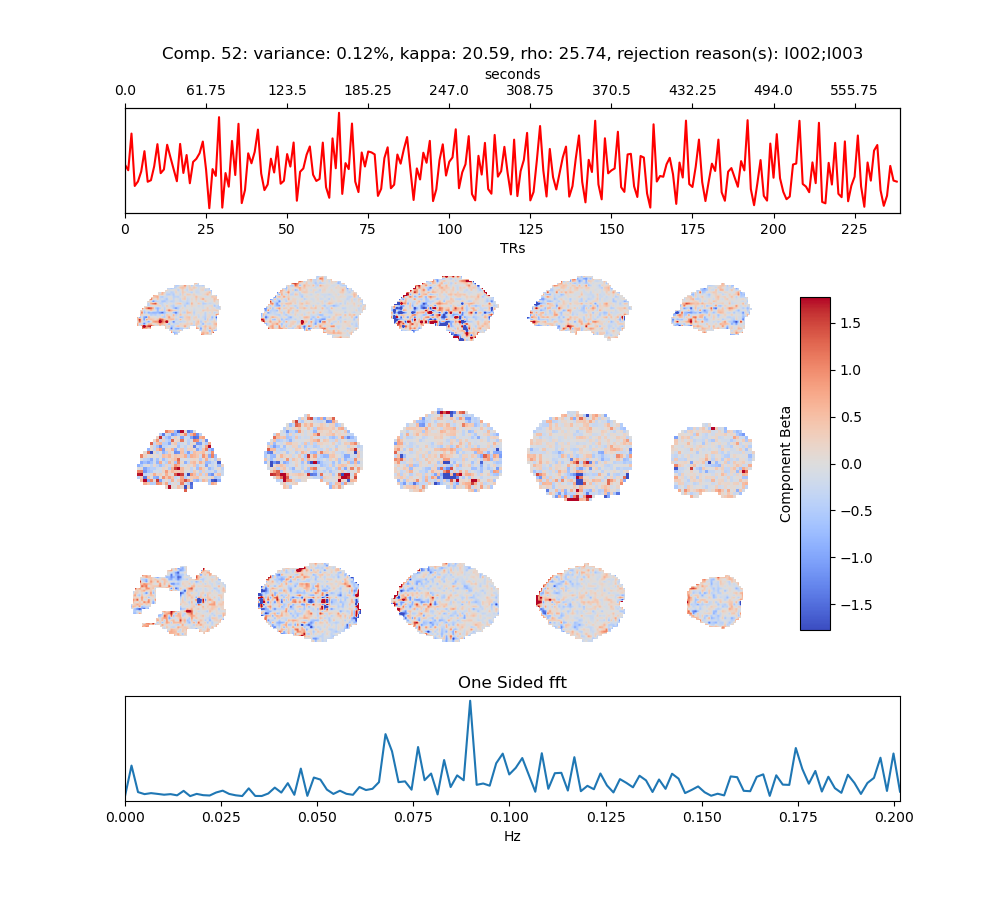 Comp. 52: variance: 0.12%, kappa: 20.59, rho: 25.74, rejection reason(s): I002;I003
seconds
0.0 61.75 123.5 185.25 247.0 308.75 370.5 432.25 494.0 555.75
0 25 50 75 100 125 150 175 200 225
TRs
1.5
1.0
0.5
0.0
−0.5
−1.0
−1.5
Component Beta
One Sided fft
0.000 0.025 0.050 0.075 0.100 0.125 0.150 0.175 0.200
Hz